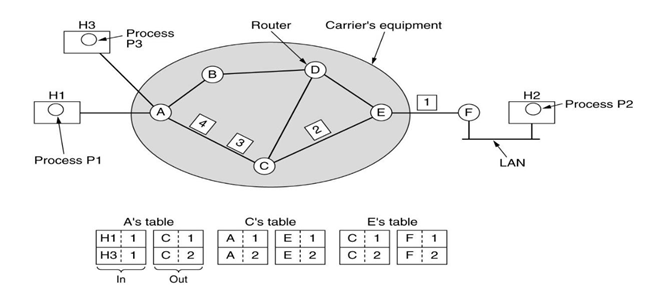 H3
Process
P3
Router
Carrier's equipment
B
D
H1
A
4
3
2
E
1
F
H2
Process P2
Process P1
C
LAN
A's table
C's table
E's table
H1 1 C 1 A 1 E 1 C 1 F 1
H3 1 C 2 A 2 E 2 C 2 F 2
In Out